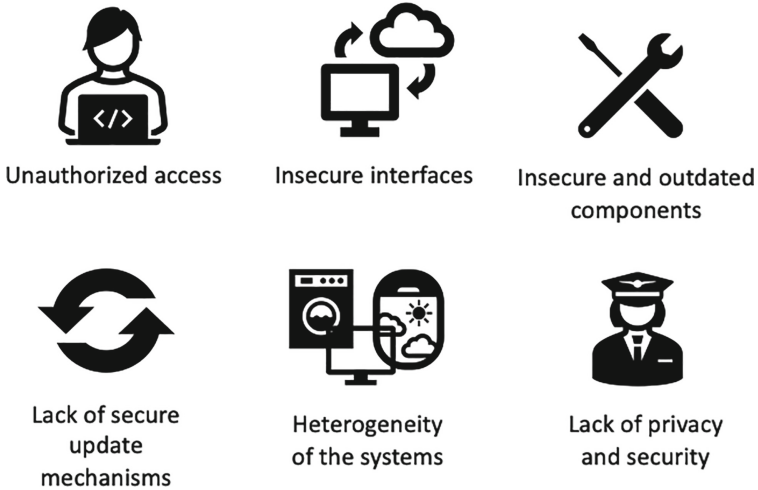 </>
Unauthorized access
Insecure interfaces
Insecure and outdated
components
Lack of secure
update
mechanisms
Heterogeneity
of the systems
Lack of privacy
and security